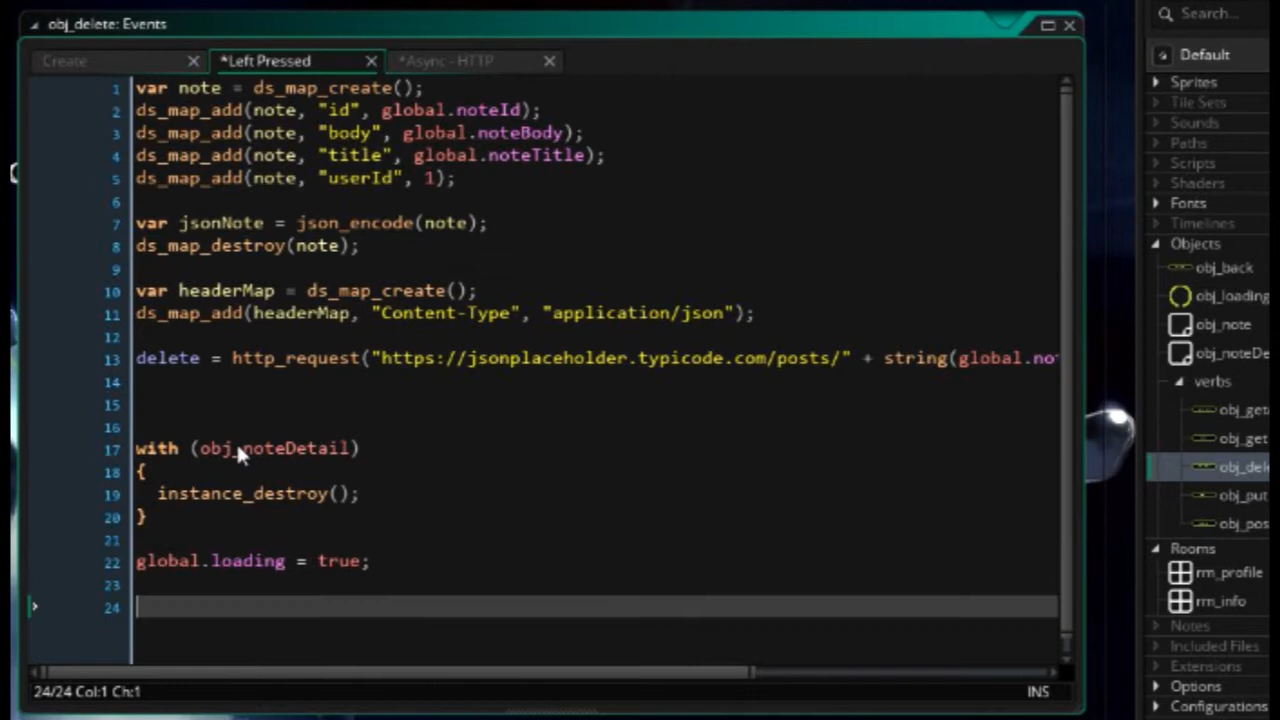 obj_delete: Events
Create
*Left Pressed
*Async - HTTP
1 var note = ds_map_create();
2 ds_map_add(note, "id", global.noteId);
3 ds_map_add(note, "body", global.noteBody);
4 ds_map_add(note, "title", global.noteTitle);
5 ds_map_add(note, "userId", 1);
6
7 var jsonNote = json_encode(note);
8 ds_map_destroy(note);
9
10 var headerMap = ds_map_create();
11 ds_map_add(headerMap, "Content-Type", "application/json");
12
13 delete = http_request("https://jsonplaceholder.typicode.com/posts/" + string(global.no
14
15
16
17 with (obj_noteDetail)
18 {
19 instance_destroy();
20 }
21
22 global.loading = true;
23
24
24/24 Col:1 Ch:1
INS
Search...
Default
Sprites
Tile Sets
Sounds
Paths
Scripts
Shaders
Fonts
Timelines
Objects
obj_back
obj_loading
obj_note
obj_noteDe
verbs
obj_get
obj_get
obj_dele
obj_put
obj_pos
Rooms
rm_profile
rm_info
Notes
Included Files
Extensions
Options
Configurations